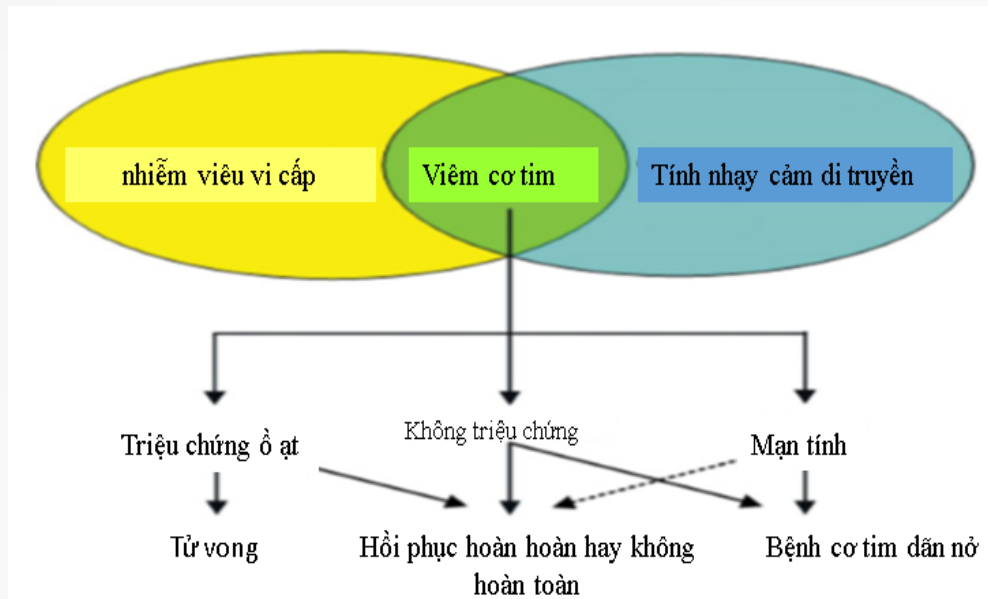 nhiễm viêu vi cấp
Viêm cơ tim
Tính nhạy cảm di truyền
Triệu chứng ồ ạt
Không triệu chứng
Mạn tính
Tử vong
Hồi phục hoàn hoàn hay không
hoàn toàn
Bệnh cơ tim dãn nở